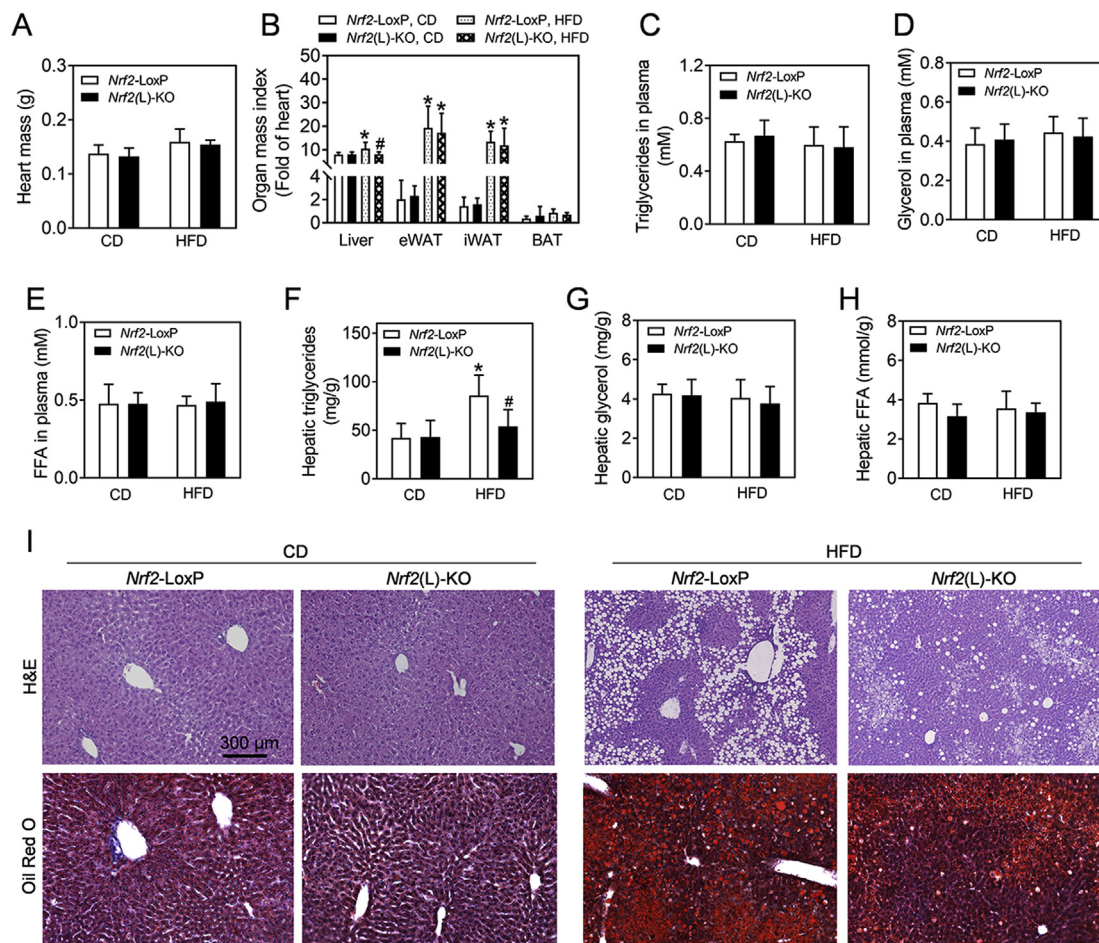 A
Heart mass (g)
0.3
0.2
0.1
0.0
Nrf2-LoxP
Nrf2(L)-KO
CD HFD
B
Nrf2-LoxP, CD Nrf2-LoxP, HFD
Nrf2(L)-KO, CD Nrf2(L)-KO, HFD
Organ mass index
(Fold of heart)
50
40
30
20
10
4
2
0
* # * * * *
Liver eWAT iWAT BAT
C
Triglycerides in plasma
(mM)
1.2
0.8
0.4
0.0
Nrf2-LoxP
Nrf2(L)-KO
CD HFD
D
Glycerol in plasma (mM)
0.8
0.6
0.4
0.2
0.0
Nrf2-LoxP
Nrf2(L)-KO
CD HFD
E
FFA in plasma (mM)
1.0
0.5
0.0
Nrf2-LoxP
Nrf2(L)-KO
CD HFD
F
Hepatic triglycerides
(mg/g)
150
100
50
0
Nrf2-LoxP
Nrf2(L)-KO
* #
CD HFD
G
Hepatic glycerol (mg/g)
8
6
4
2
0
Nrf2-LoxP
Nrf2(L)-KO
CD HFD
H
Hepatic FFA (mmol/g)
8
6
4
2
0
Nrf2-LoxP
Nrf2(L)-KO
CD HFD
I
CD HFD
Nrf2-LoxP Nrf2(L)-KO Nrf2-LoxP Nrf2(L)-KO
H&E
300 µm
Oil Red O